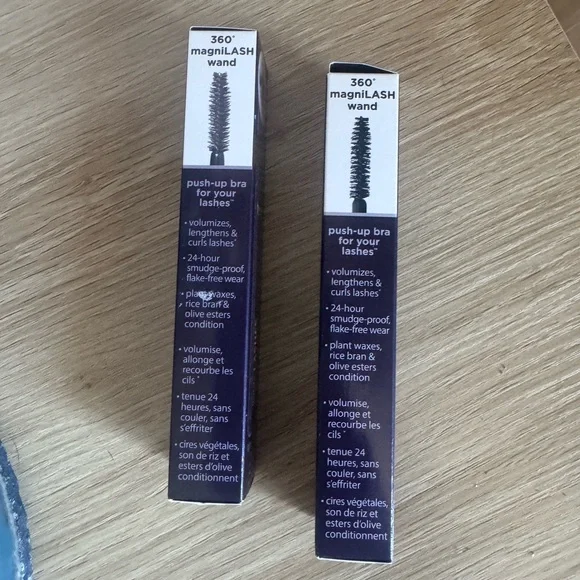 360°
magniLASH
wand
push-up bra
for your
lashes™
• volumizes,
lengthens &
curls lashes*
• 24-hour
smudge-proof,
flake-free wear
• plant waxes,
rice bran &
olive esters
condition
• volumise,
allonge et
recourbe les
cils *
• tenue 24
heures, sans
couler, sans
s'effriter
• cires végétales,
son de riz et
esters d'olive
conditionnent
360°
magniLASH
wand
push-up bra
for your
lashes™
• volumizes,
lengthens &
curls lashes*
• 24-hour
smudge-proof,
flake-free wear
• plant waxes,
rice bran &
olive esters
condition
• volumise,
allonge et
recourbe les
cils *
• tenue 24
heures, sans
couler, sans
s'effriter
• cires végétales,
son de riz et
esters d'olive
conditionnent